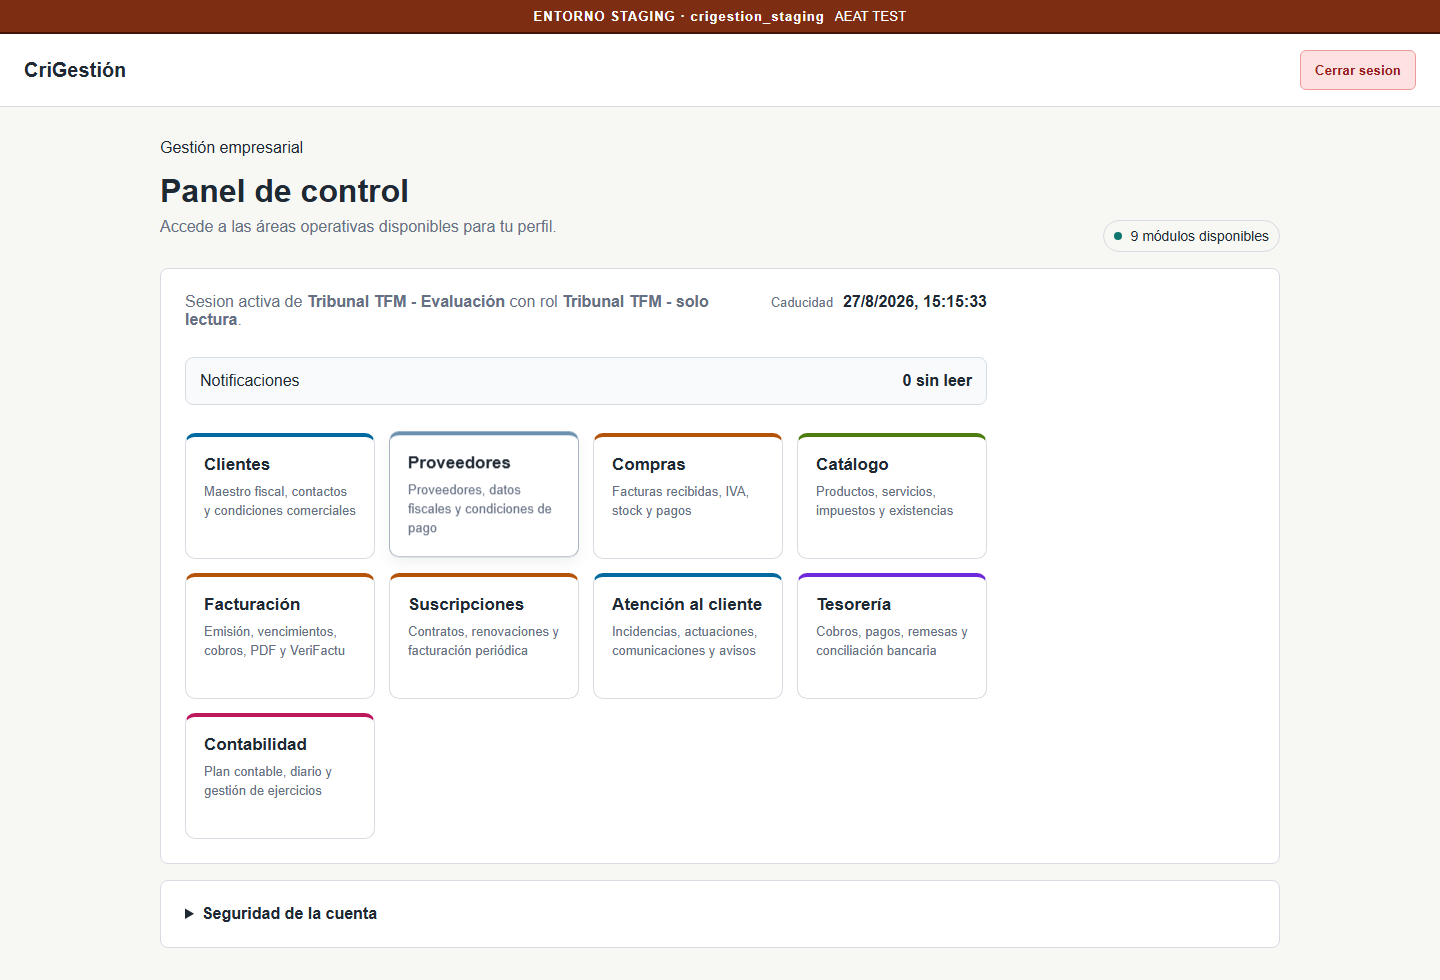 ENTORNO STAGING · crigestion_staging AEAT TEST
CriGestión
Cerrar sesion
Gestión empresarial
Panel de control
Accede a las áreas operativas disponibles para tu perfil.
9 módulos disponibles
Sesion activa de Tribunal TFM - Evaluación con rol Tribunal TFM - solo
lectura.
Caducidad 27/8/2026, 15:15:33
Notificaciones
0 sin leer
Clientes
Maestro fiscal, contactos
y condiciones comerciales
Proveedores
Proveedores, datos
fiscales y condiciones de
pago
Compras
Facturas recibidas, IVA,
stock y pagos
Catálogo
Productos, servicios,
impuestos y existencias
Facturación
Emisión, vencimientos,
cobros, PDF y VeriFactu
Suscripciones
Contratos, renovaciones y
facturación periódica
Atención al cliente
Incidencias, actuaciones,
comunicaciones y avisos
Tesorería
Cobros, pagos, remesas y
conciliación bancaria
Contabilidad
Plan contable, diario y
gestión de ejercicios
Seguridad de la cuenta